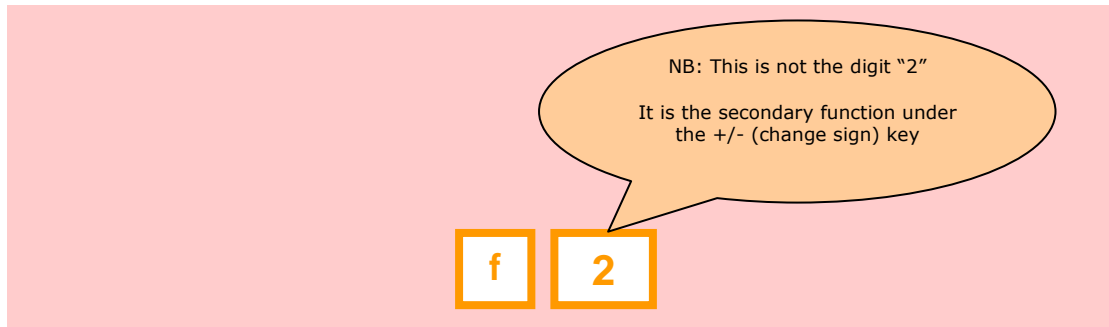 NB: This is not the digit “2”
It is the secondary function under
the +/- (change sign) key
f 2